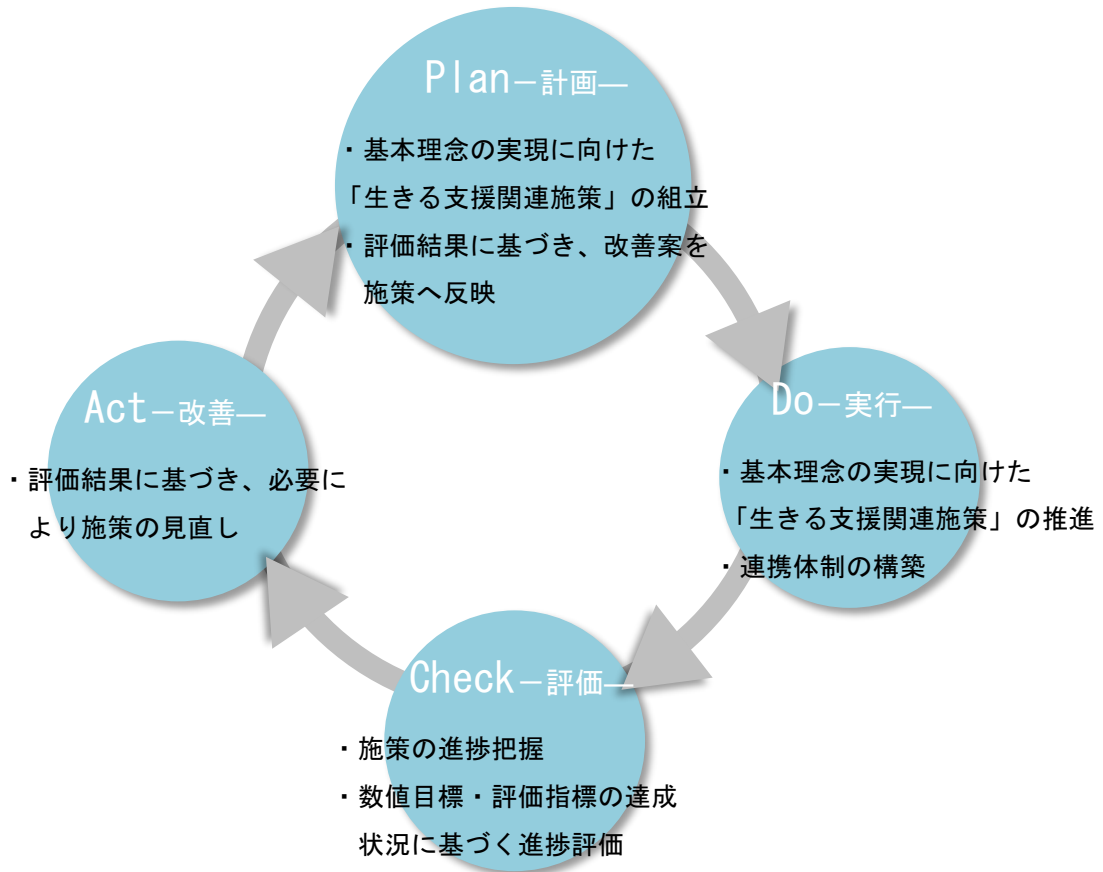 Plan－計画―
・基本理念の実現に向けた
「生きる支援関連施策」の組立
・評価結果に基づき、改善案を
施策へ反映
Do－実行―
・基本理念の実現に向けた
「生きる支援関連施策」の推進
・連携体制の構築
Check－評価―
・施策の進捗把握
・数値目標・評価指標の達成
状況に基づく進捗評価
Act－改善―
・評価結果に基づき、必要に
より施策の見直し